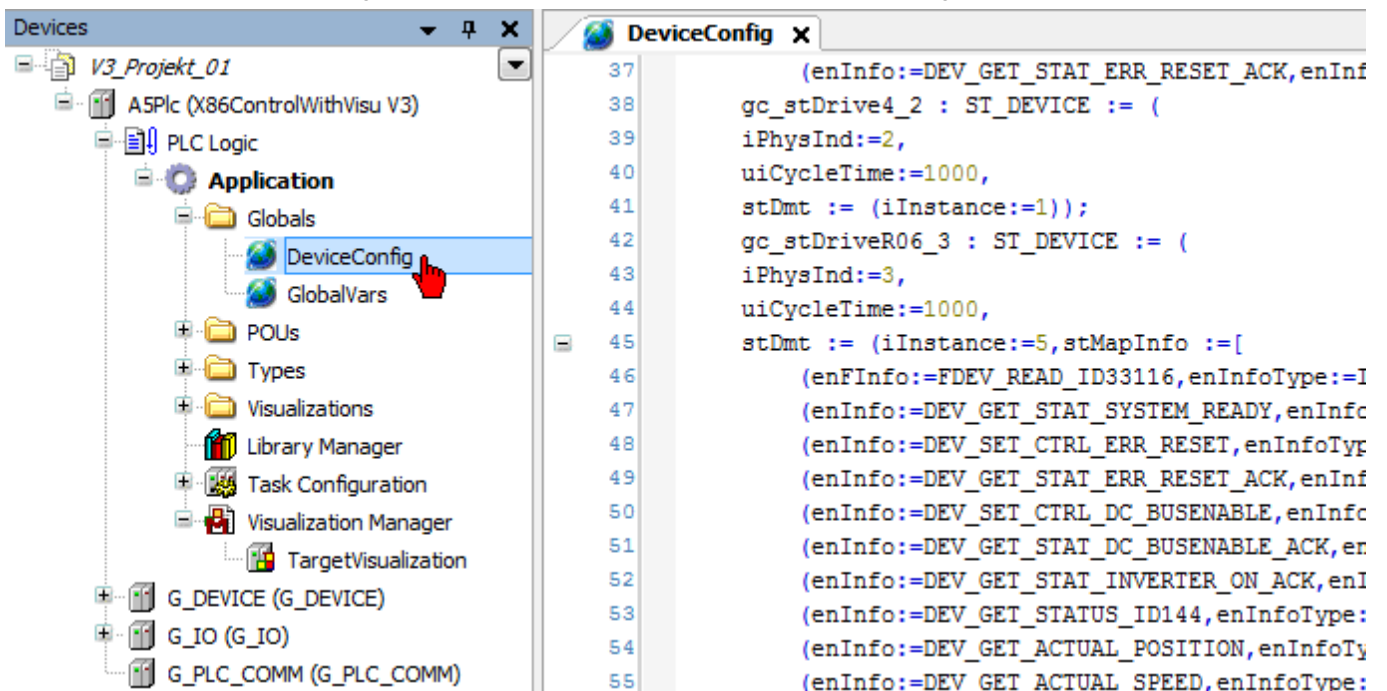 Devices
V3_Projekt_01
A5Plc (X86ControlWithVisu V3)
PLC Logic
Application
Globals
DeviceConfig
GlobalVars
POUs
Types
Visualizations
Library Manager
Task Configuration
Visualization Manager
TargetVisualization
G_DEVICE (G_DEVICE)
G_IO (G_IO)
G_PLC_COMM (G_PLC_COMM)
DeviceConfig
37 (enInfo:=DEV_GET_STAT_ERR_RESET_ACK,enInf
38 gc_stDrive4_2 : ST_DEVICE := (
39 iPhysInd:=2,
40 uiCycleTime:=1000,
41 stDmt := (iInstance:=1));
42 gc_stDriveR06_3 : ST_DEVICE := (
43 iPhysInd:=3,
44 uiCycleTime:=1000,
45 stDmt := (iInstance:=5,stMapInfo :=[
46 (enFInfo:=FDEV_READ_ID33116,enInfoType:=I
47 (enInfo:=DEV_GET_STAT_SYSTEM_READY,enInfo
48 (enInfo:=DEV_SET_CTRL_ERR_RESET,enInfoTyp
49 (enInfo:=DEV_GET_STAT_ERR_RESET_ACK,enInf
50 (enInfo:=DEV_SET_CTRL_DC_BUSENABLE,enInfo
51 (enInfo:=DEV_GET_STAT_DC_BUSENABLE_ACK,en
52 (enInfo:=DEV_GET_STAT_INVERTER_ON_ACK,enI
53 (enInfo:=DEV_GET_STATUS_ID144,enInfoType:
54 (enInfo:=DEV_GET_ACTUAL_POSITION,enInfoTy
55 (enInfo:=DEV_GET_ACTUAL_SPEED,enInfoType: